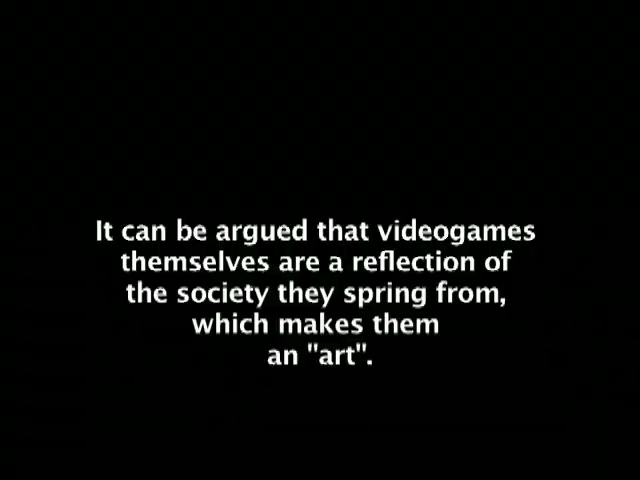 It can be argued that videogames
themselves are a reflection of
the society they spring from,
which makes them
an "art".